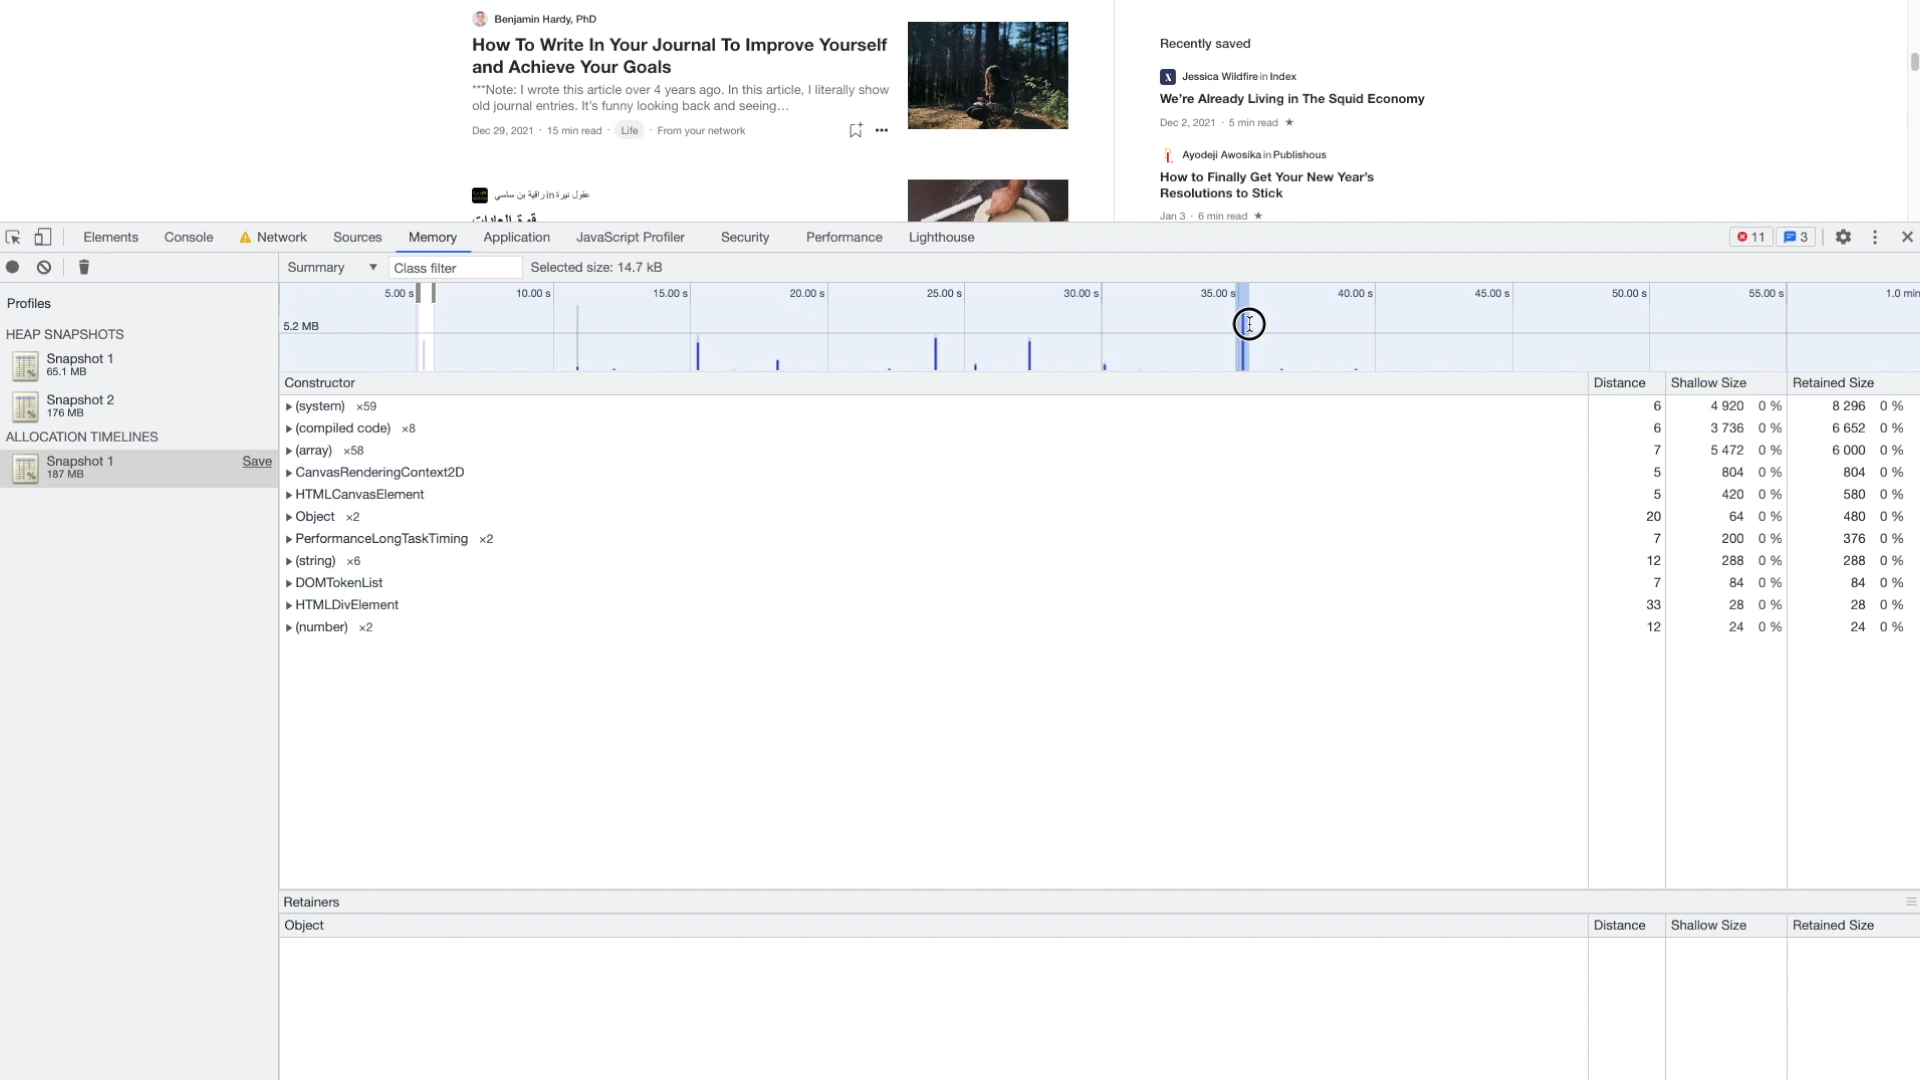 Benjamin Hardy, PhD
How To Write In Your Journal To Improve Yourself
and Achieve Your Goals
***Note: I wrote this article over 4 years ago. In this article, I literally show
old journal entries. It's funny looking back and seeing…
Dec 29, 2021 · 15 min read · Life · From your network
عقول نيرة in راقية بن ساسي
قوة العادات
Recently saved
Jessica Wildfire in Index
We're Already Living in The Squid Economy
Dec 2, 2021 · 5 min read ★
Ayodeji Awosika in Publishous
How to Finally Get Your New Year's
Resolutions to Stick
Jan 3 · 6 min read ★
Elements Console Network Sources Memory Application JavaScript Profiler Security Performance Lighthouse 11 3
Summary Class filter Selected size: 14.7 kB
Profiles
HEAP SNAPSHOTS
Snapshot 1
65.1 MB
Snapshot 2
176 MB
ALLOCATION TIMELINES
Snapshot 1 Save
187 MB
5.00 s 10.00 s 15.00 s 20.00 s 25.00 s 30.00 s 35.00 s 40.00 s 45.00 s 50.00 s 55.00 s 1.0 min
5.2 MB
Constructor Distance Shallow Size Retained Size
(system) ×59 6 4 920 0 % 8 296 0 %
(compiled code) ×8 6 3 736 0 % 6 652 0 %
(array) ×58 7 5 472 0 % 6 000 0 %
CanvasRenderingContext2D 5 804 0 % 804 0 %
HTMLCanvasElement 5 420 0 % 580 0 %
Object ×2 20 64 0 % 480 0 %
PerformanceLongTaskTiming ×2 7 200 0 % 376 0 %
(string) ×6 12 288 0 % 288 0 %
DOMTokenList 7 84 0 % 84 0 %
HTMLDivElement 33 28 0 % 28 0 %
(number) ×2 12 24 0 % 24 0 %
Retainers
Object Distance Shallow Size Retained Size